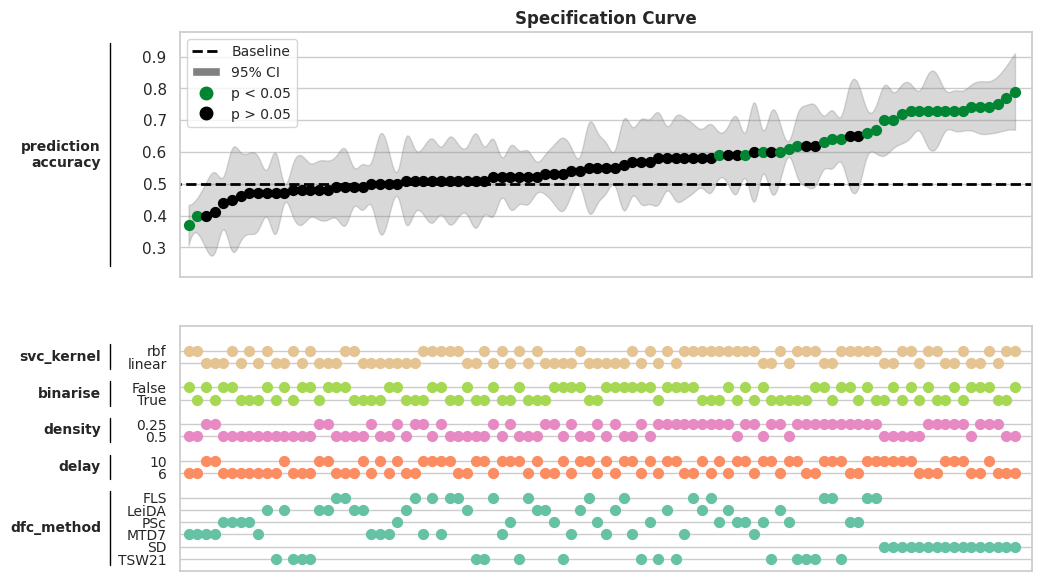 Specification Curve
0.9
0.8
0.7
0.6
0.5
0.4
0.3
prediction
accuracy
Baseline
95% CI
p < 0.05
p > 0.05
svc_kernel
rbf
linear
binarise
False
True
density
0.25
0.5
delay
10
6
dfc_method
FLS
LeiDA
PSc
MTD7
SD
TSW21